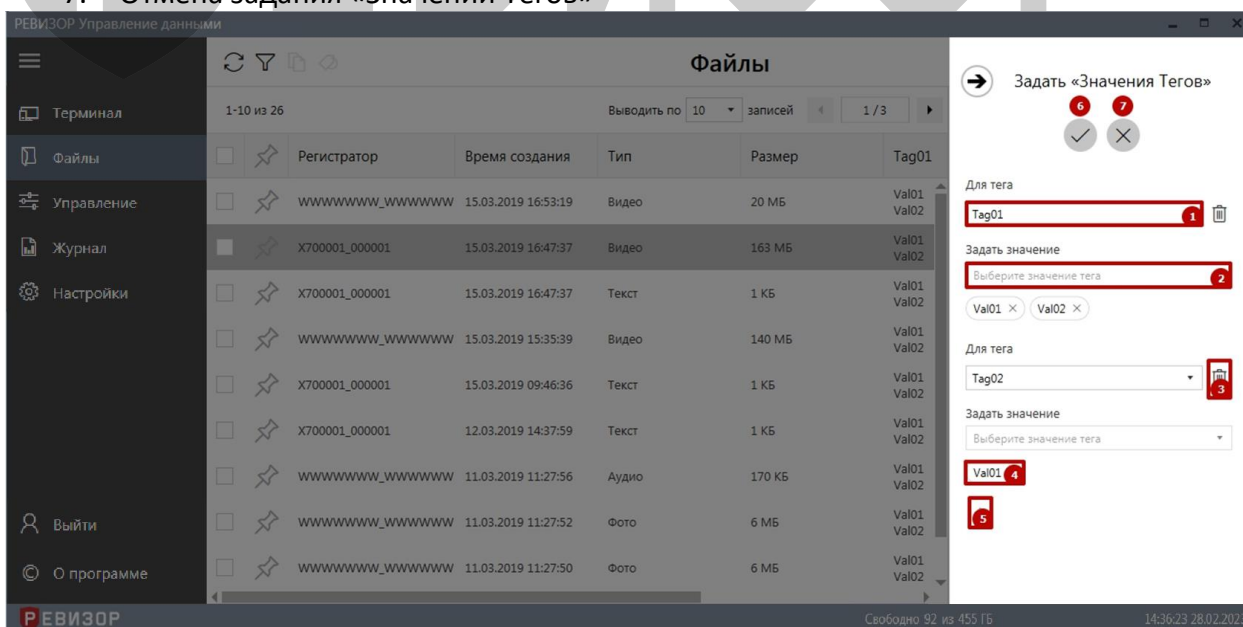 7. Отмена задания «Значений Тегов»
РЕВИЗОР Управление данными
Файлы
Терминал
Файлы
Управление
Журнал
Настройки
Выйти
О программе
1-10 из 26
Выводить по 10 записей 1 / 3
Регистратор Время создания Тип Размер Tag01
WWWWWWW_WWWWWW 15.03.2019 16:53:19 Видео 20 МБ Val01
Val02
X700001_000001 15.03.2019 16:47:37 Видео 163 МБ Val01
Val02
X700001_000001 15.03.2019 16:47:37 Текст 1 КБ Val01
Val02
WWWWWWW_WWWWWW 15.03.2019 15:35:39 Видео 140 МБ Val01
Val02
X700001_000001 15.03.2019 09:46:36 Текст 1 КБ Val01
Val02
X700001_000001 12.03.2019 14:37:59 Текст 1 КБ Val01
Val02
WWWWWWW_WWWWWW 11.03.2019 11:27:56 Аудио 170 КБ Val01
Val02
WWWWWWW_WWWWWW 11.03.2019 11:27:52 Фото 6 МБ Val01
Val02
WWWWWWW_WWWWWW 11.03.2019 11:27:50 Фото 6 МБ Val01
Val02
Задать «Значения Тегов»
6 7
Для тега
Tag01 1
Задать значение
Выберите значение тега 2
Val01 Val02
Для тега
Tag02 3
Задать значение
Выберите значение тега
Val01 4
5
РЕВИЗОР
Свободно 92 из 455 ГБ
14:36:23 28.02.202